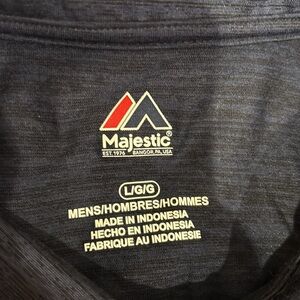 Majestic®
EST. 1976 BANGOR, PA, USA
L/G/G
MENS/HOMBRES/HOMMES
MADE IN INDONESIA
HECHO EN INDONESIA
FABRIQUE AU INDONESIE